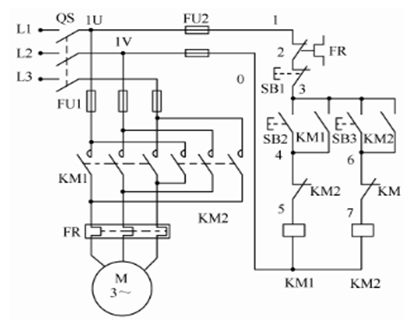 QS 1U FU2 1
L1
L2 1V 2 FR
L3 0 SB1 3
FU1
SB2 KM1 SB3 KM2
4 6
KM1 KM2 KM
KM2 5 7
FR
M
3~ KM1 KM2